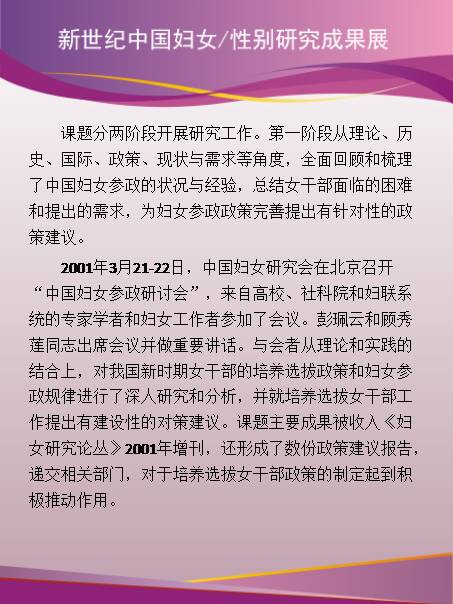 新世纪中国妇女/性别研究成果展
课题分两阶段开展研究工作。第一阶段从理论、历
史、国际、政策、现状与需求等角度，全面回顾和梳理
了中国妇女参政的状况与经验，总结女干部面临的困难
和提出的需求，为妇女参政政策完善提出有针对性的政
策建议。
2001年3月21-22日，中国妇女研究会在北京召开
“中国妇女参政研讨会”，来自高校、社科院和妇联系
统的专家学者和妇女工作者参加了会议。彭珮云和顾秀
莲同志出席会议并做重要讲话。与会者从理论和实践的
结合上，对我国新时期女干部的培养选拔政策和妇女参
政规律进行了深入研究和分析，并就培养选拔女干部工
作提出有建设性的对策建议。课题主要成果被收入《妇
女研究论丛》2001年增刊，还形成了数份政策建议报告，
递交相关部门，对于培养选拔女干部政策的制定起到积
极推动作用。